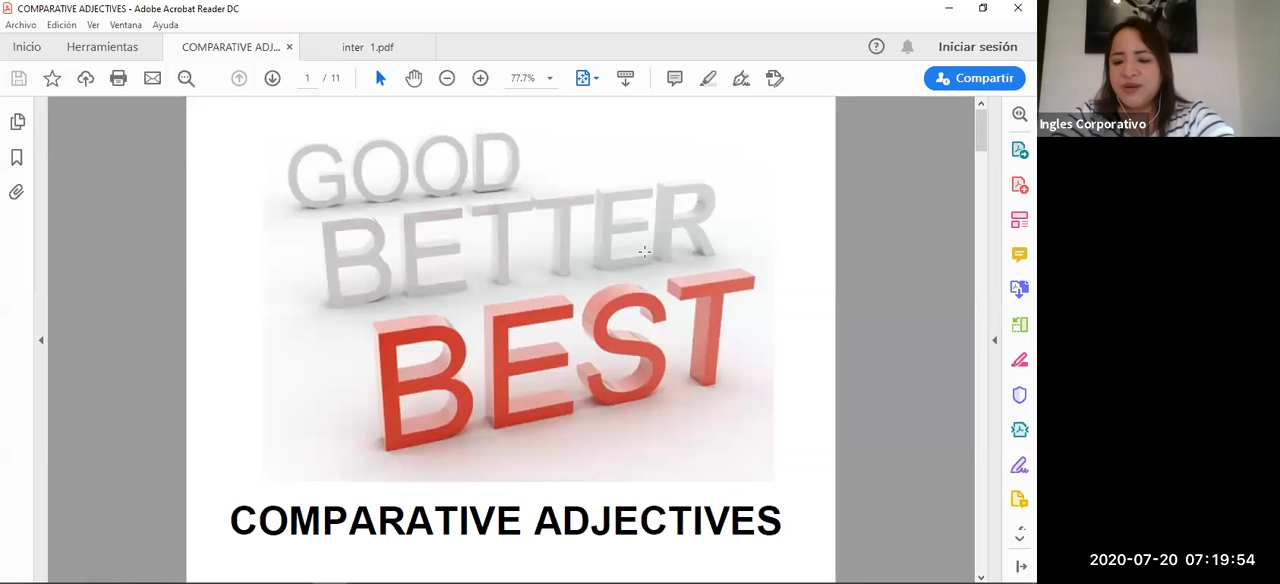 COMPARATIVE ADJECTIVES - Adobe Acrobat Reader DC
Archivo Edición Ver Ventana Ayuda
Inicio Herramientas COMPARATIVE ADJ... × inter 1.pdf Iniciar sesión
1 / 11 77.7% Compartir
GOOD
BETTER
BEST
COMPARATIVE ADJECTIVES
Ingles Corporativo
2020-07-20 07:19:54